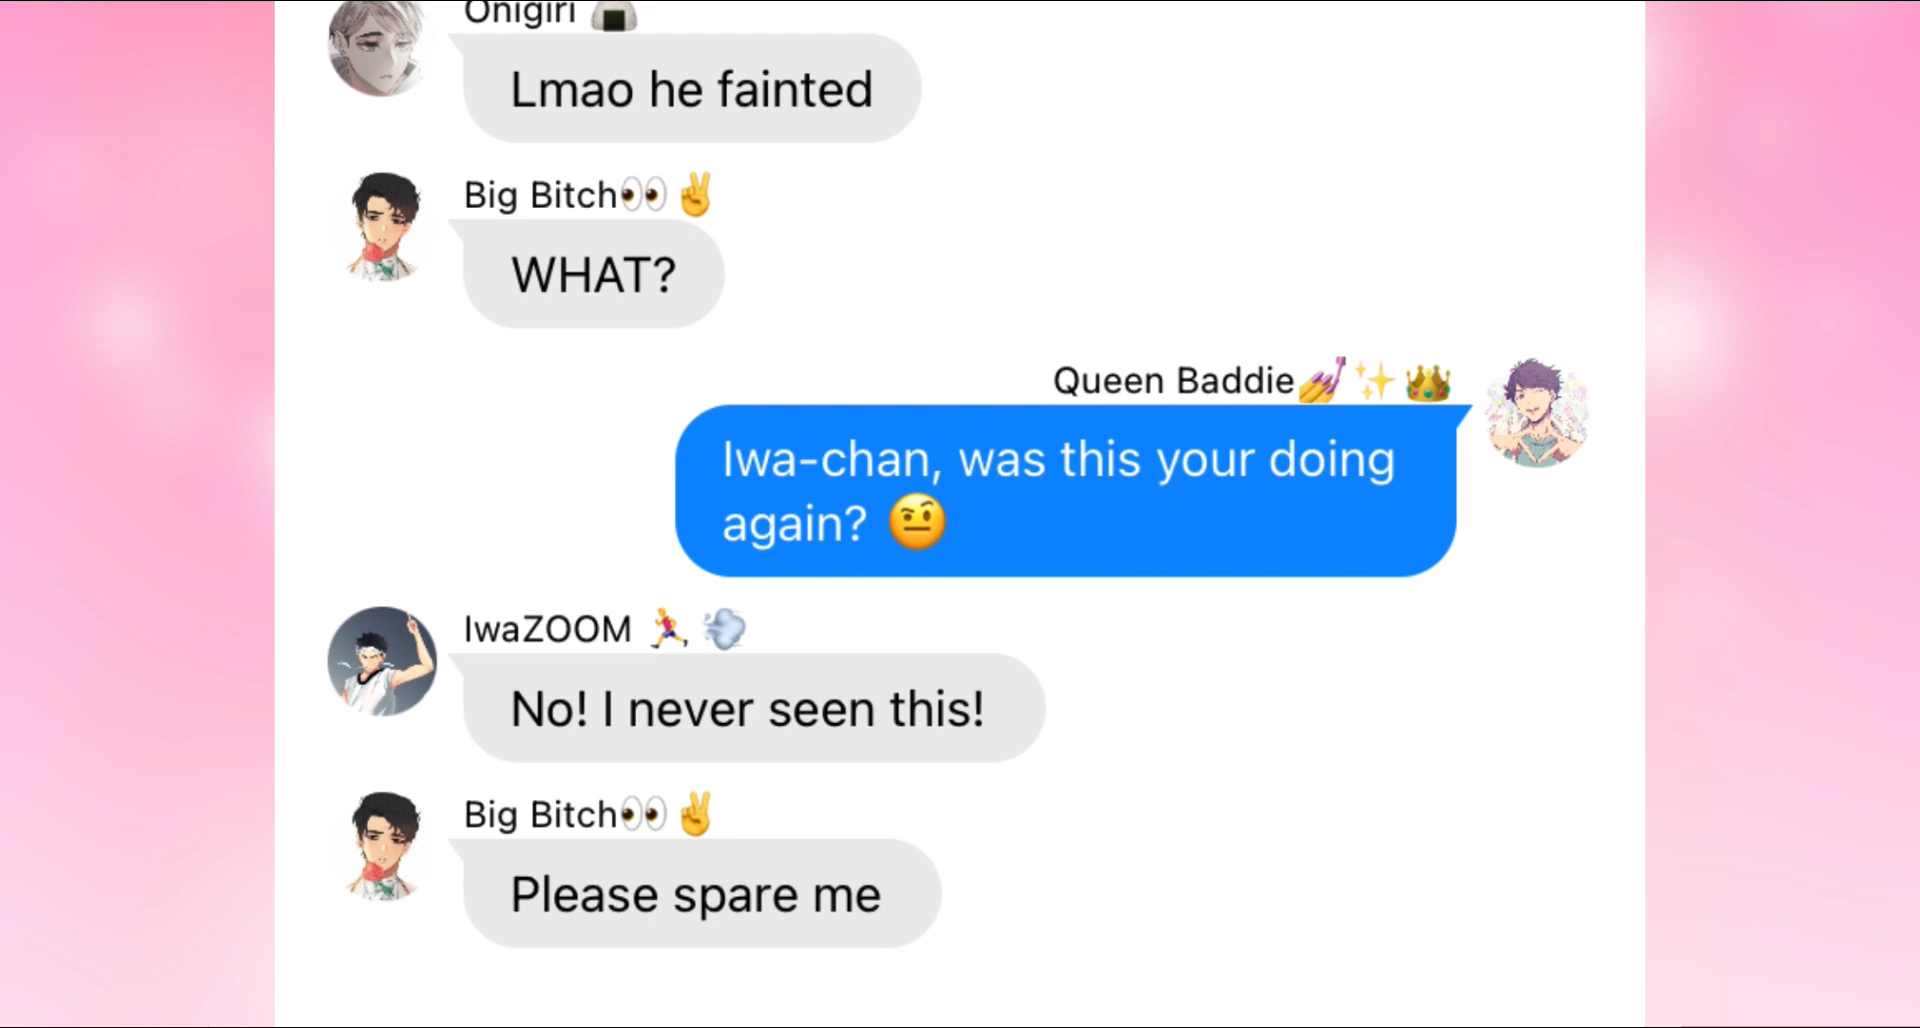 Onigiri 🍙
Lmao he fainted
Big Bitch👀✌️
WHAT?
Queen Baddie💅✨👑
Iwa-chan, was this your doing
again? 🤨
IwaZOOM 🏃💨
No! I never seen this!
Big Bitch👀✌️
Please spare me